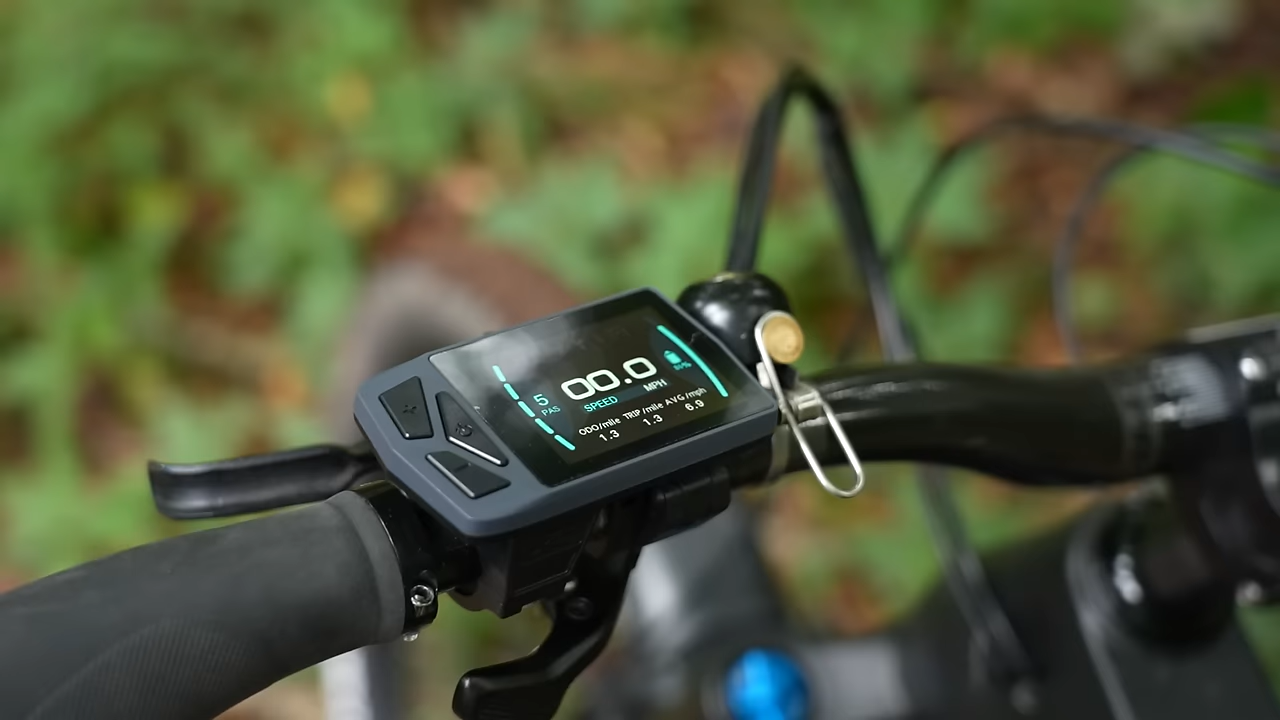 5
PAS
00.0
SPEED
MPH
ODO/mile TRIP/mile AVG/mph
1.3 1.3 6.9